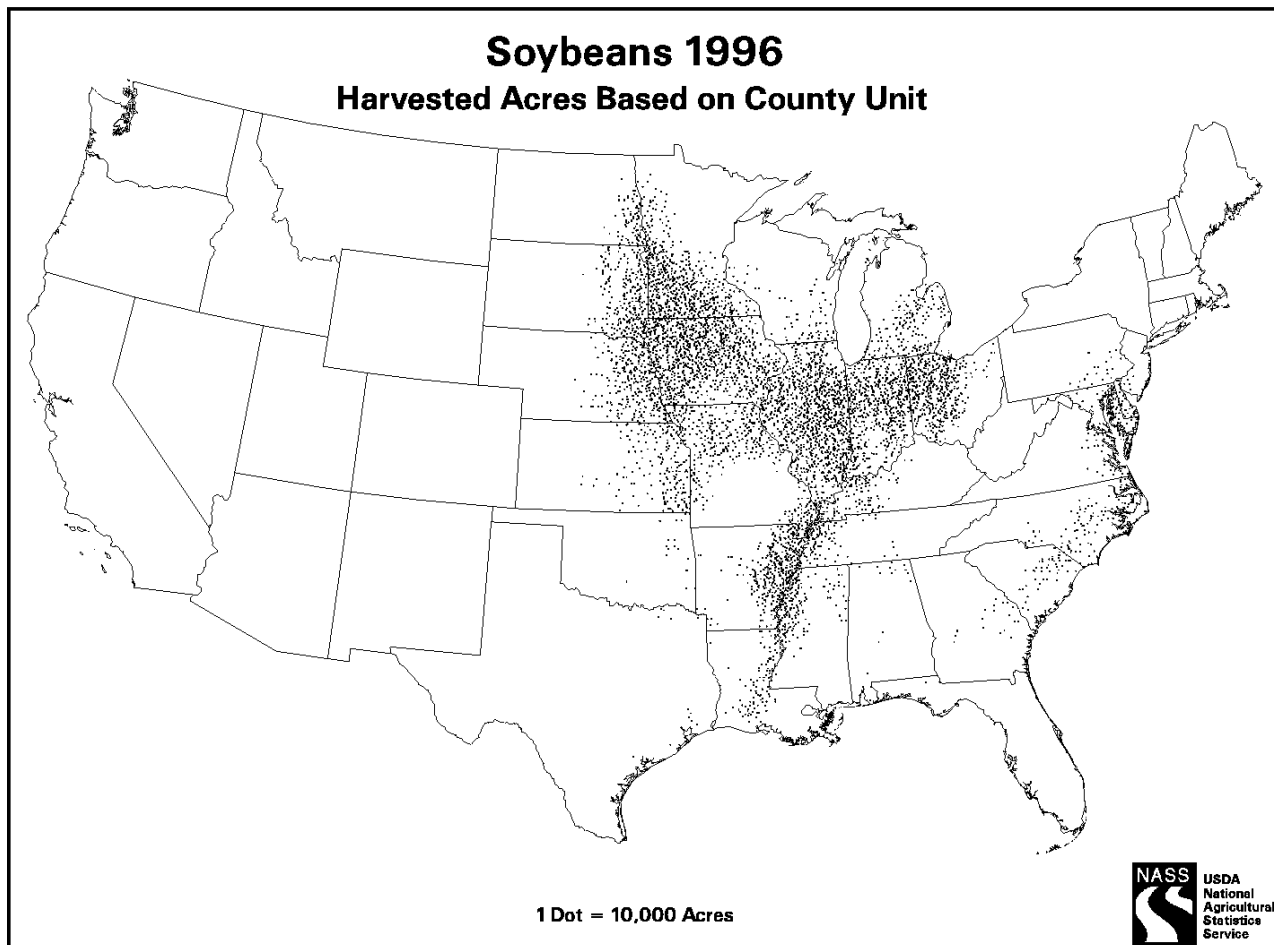 Soybeans 1996
Harvested Acres Based on County Unit
1 Dot = 10,000 Acres
NASS
USDA
National
Agricultural
Statistics
Service